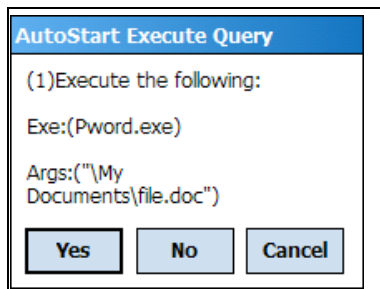 AutoStart Execute Query
(1)Execute the following:
Exe:(Pword.exe)
Args:("\My
Documents\file.doc")
Yes No Cancel